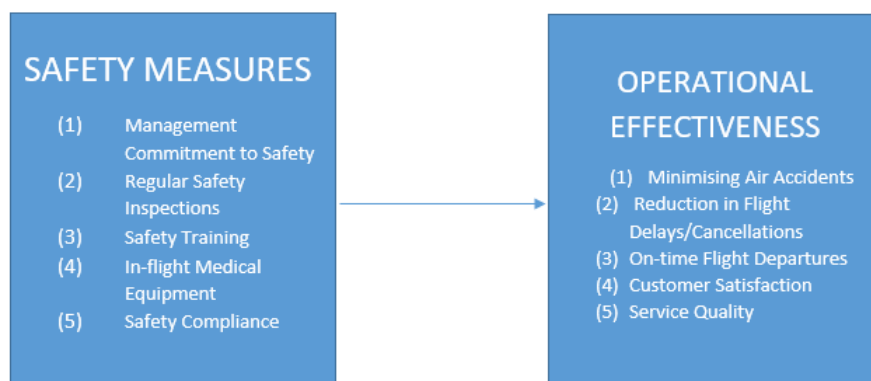 SAFETY MEASURES
(1) Management
Commitment to Safety
(2) Regular Safety
Inspections
(3) Safety Training
(4) In-flight Medical
Equipment
(5) Safety Compliance
OPERATIONAL
EFFECTIVENESS
(1) Minimising Air Accidents
(2) Reduction in Flight
Delays/Cancellations
(3) On-time Flight Departures
(4) Customer Satisfaction
(5) Service Quality